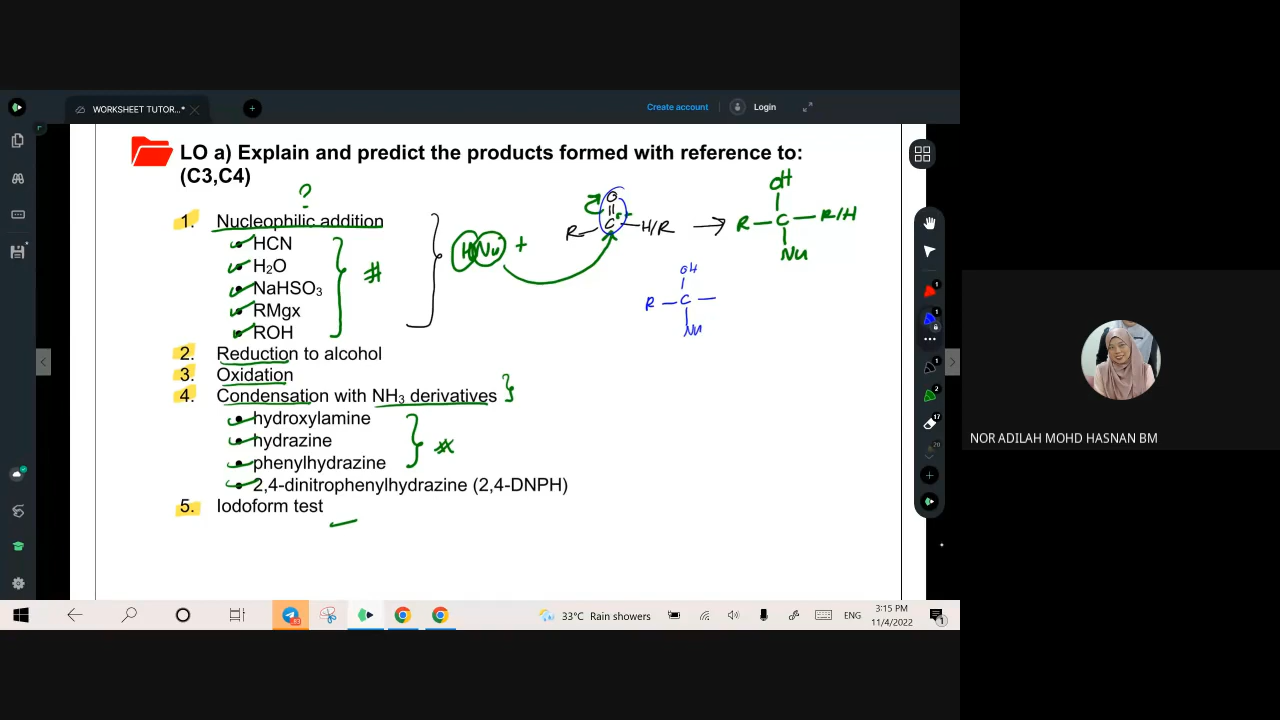 WORKSHEET TUTOR...*
Create account
Login
LO a) Explain and predict the products formed with reference to:
(C3,C4)
?
1. Nucleophilic addition
HCN
H2O
NaHSO3
RMgx
ROH
#
HNu +
O
C
R
H/R
OH
R — C — R/H
Nu
OH
R — C —
Nu
2. Reduction to alcohol
3. Oxidation
4. Condensation with NH3 derivatives
hydroxylamine
hydrazine
phenylhydrazine
2,4-dinitrophenylhydrazine (2,4-DNPH)
5. Iodoform test
NOR ADILAH MOHD HASNAN BM
33°C Rain showers
ENG
3:15 PM
11/4/2022